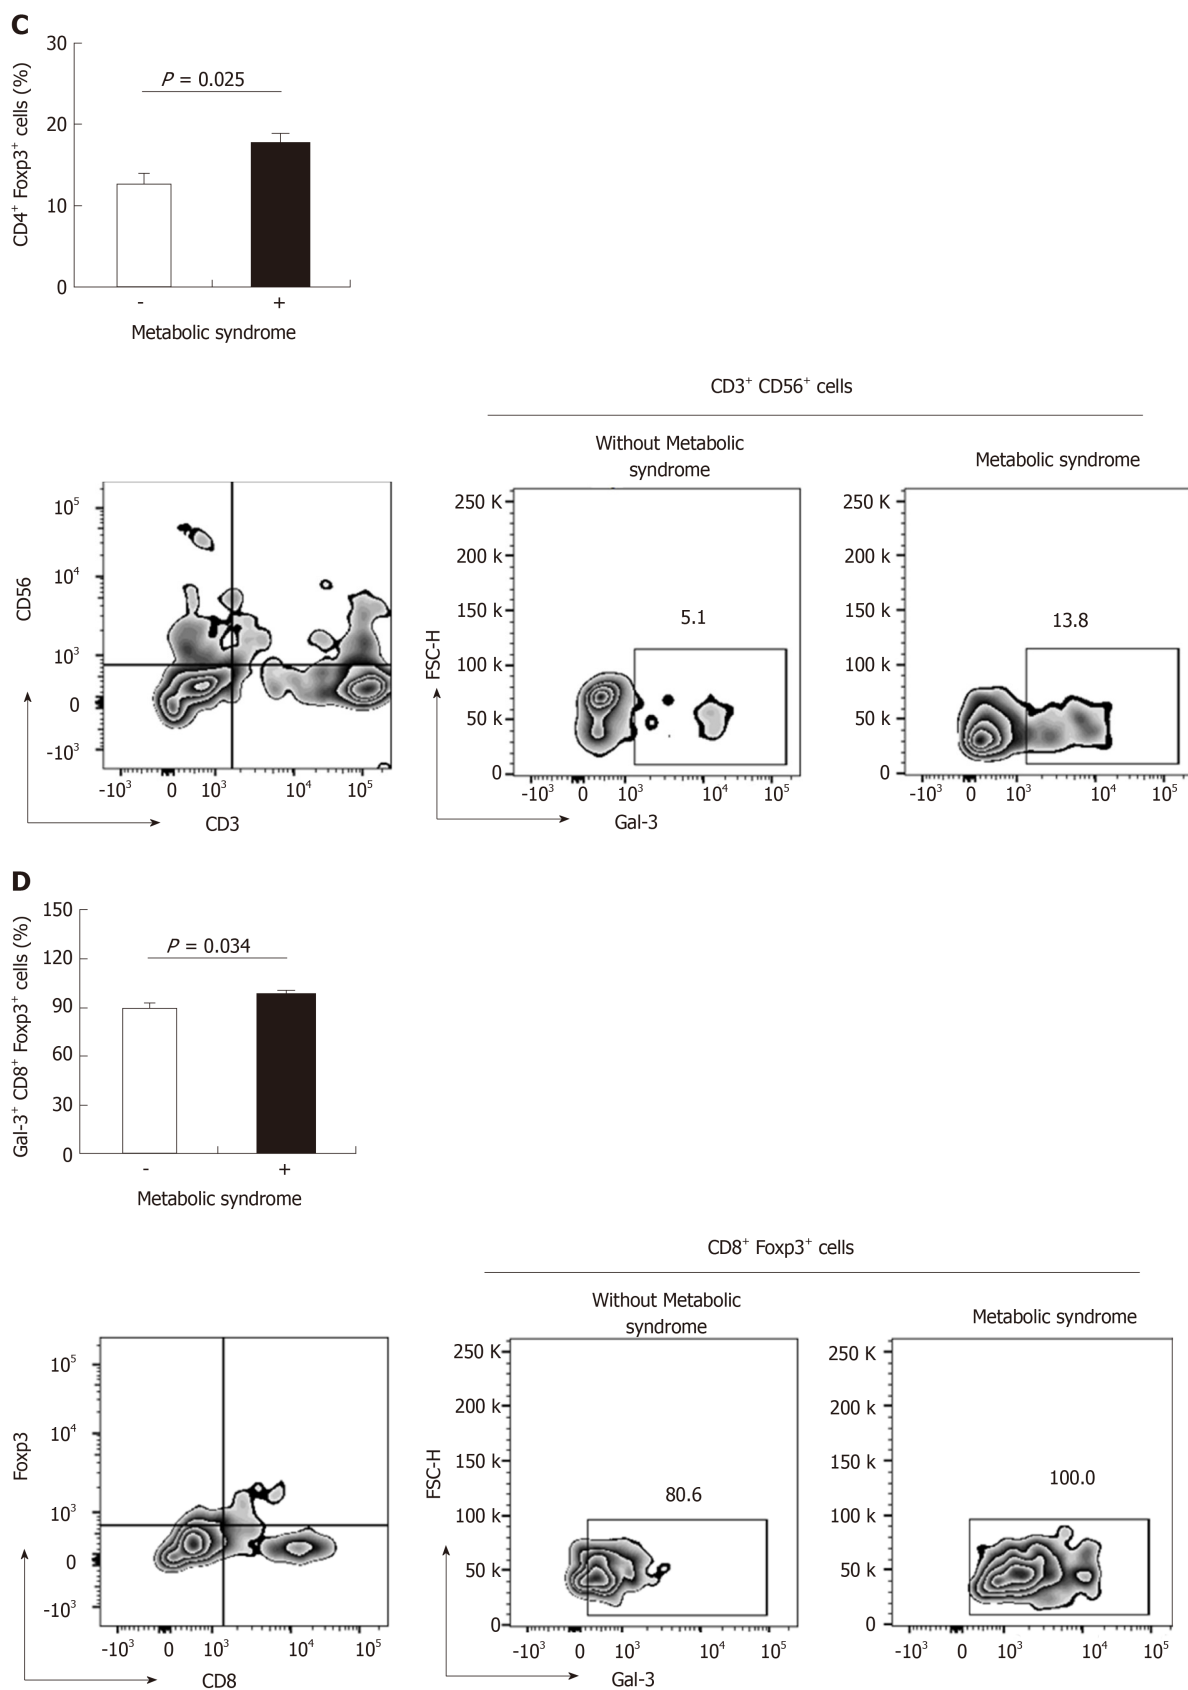 C
30
20
10
0
CD4+ Foxp3+ cells (%)
P = 0.025
- +
Metabolic syndrome
CD3+ CD56+ cells
Without Metabolic
syndrome
Metabolic syndrome
CD56
10^5
10^4
10^3
0
-10^3
-10^3 0 10^3 10^4 10^5
CD3
FSC-H
250 K
200 k
150 k
100 k
50 k
0
5.1
-10^3 0 10^3 10^4 10^5
Gal-3
250 K
200 k
150 k
100 k
50 k
0
13.8
-10^3 0 10^3 10^4 10^5
D
150
120
90
60
30
0
Gal-3+ CD8+ Foxp3+ cells (%)
P = 0.034
- +
Metabolic syndrome
CD8+ Foxp3+ cells
Without Metabolic
syndrome
Metabolic syndrome
Foxp3
10^5
10^4
10^3
0
-10^3
-10^3 0 10^3 10^4 10^5
CD8
FSC-H
250 K
200 k
150 k
100 k
50 k
0
80.6
-10^3 0 10^3 10^4 10^5
Gal-3
250 K
200 k
150 k
100 k
50 k
0
100.0
-10^3 0 10^3 10^4 10^5